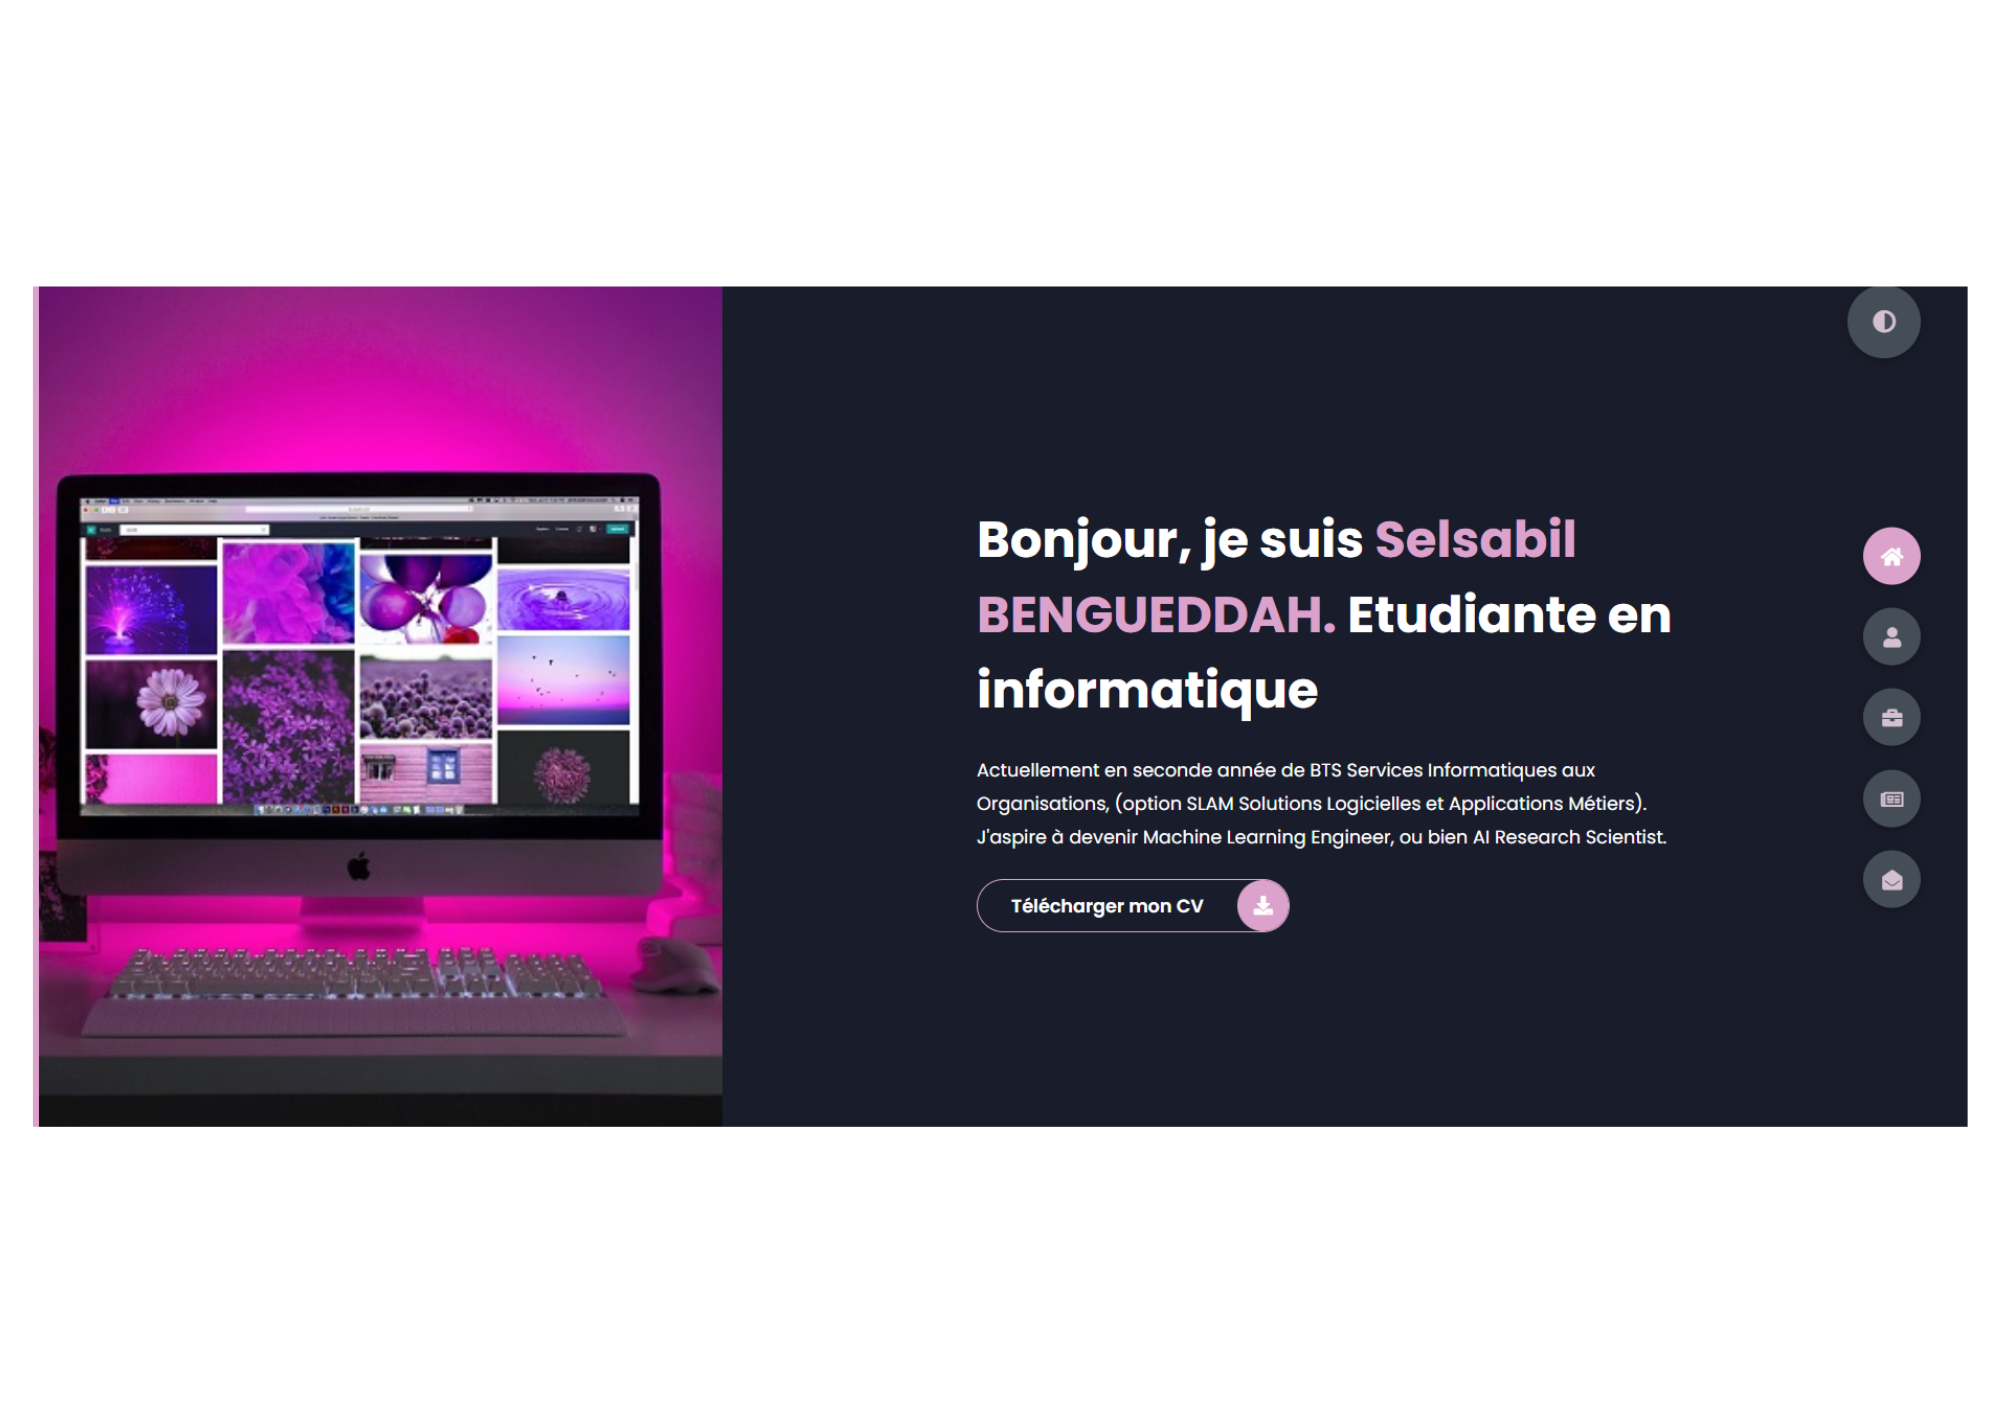 Bonjour, je suis Selsabil
BENGUEDDAH. Etudiante en
informatique
Actuellement en seconde année de BTS Services Informatiques aux
Organisations, (option SLAM Solutions Logicielles et Applications Métiers).
J'aspire à devenir Machine Learning Engineer, ou bien AI Research Scientist.
Télécharger mon CV